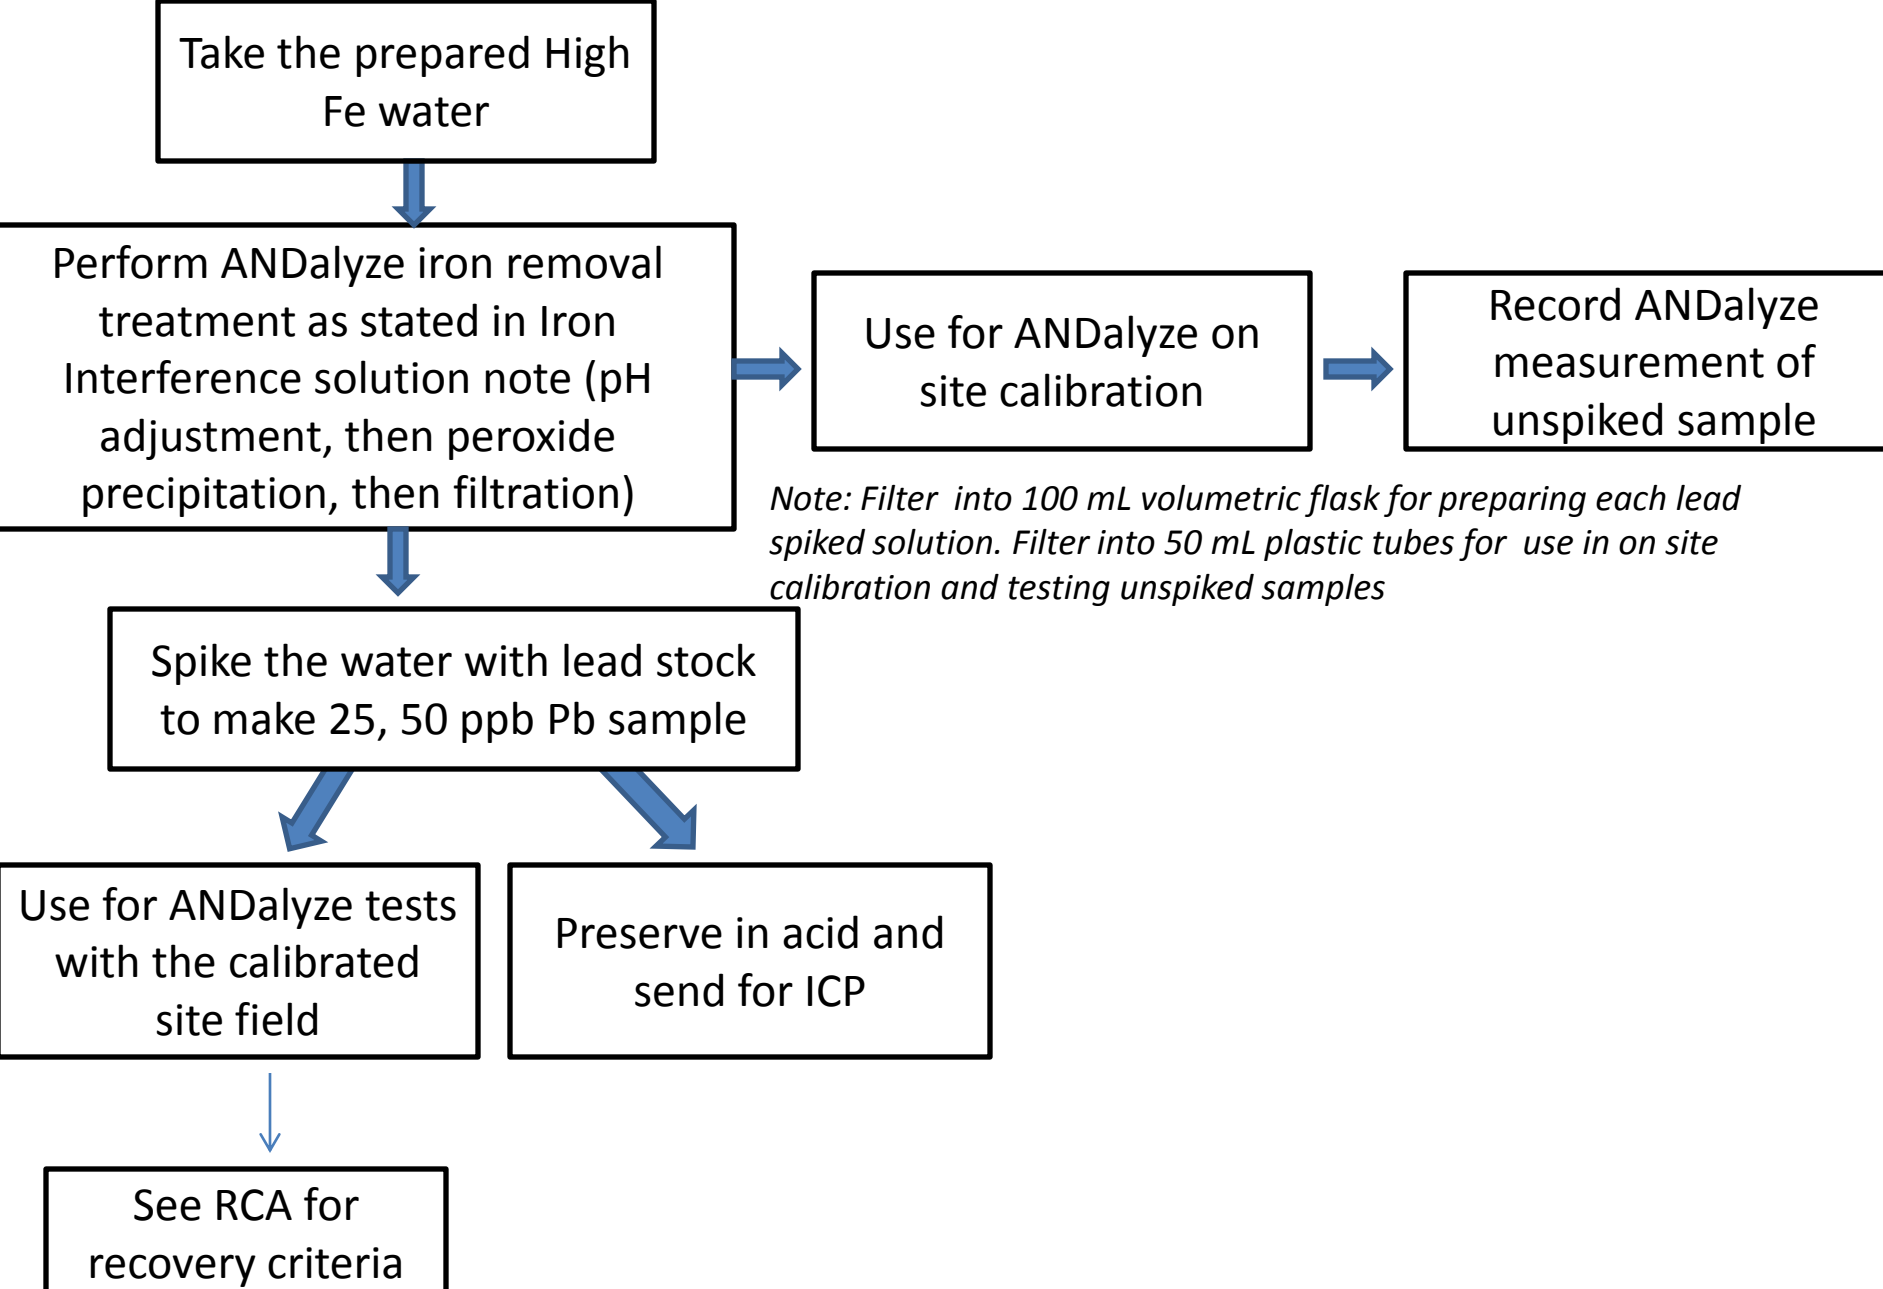 Take the prepared High
Fe water
Perform ANDalyze iron removal
treatment as stated in Iron
Interference solution note (pH
adjustment, then peroxide
precipitation, then filtration)
Use for ANDalyze on
site calibration
Record ANDalyze
measurement of
unspiked sample
Note: Filter into 100 mL volumetric flask for preparing each lead
spiked solution. Filter into 50 mL plastic tubes for use in on site
calibration and testing unspiked samples
Spike the water with lead stock
to make 25, 50 ppb Pb sample
Use for ANDalyze tests
with the calibrated
site field
Preserve in acid and
send for ICP
See RCA for
recovery criteria